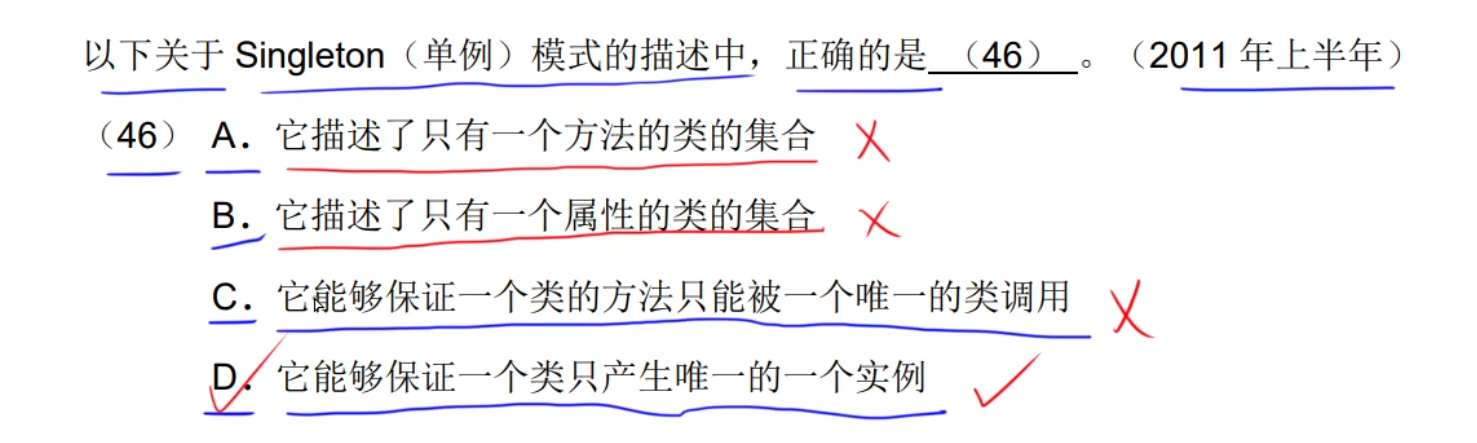 以下关于 Singleton（单例）模式的描述中，正确的是 （46） 。（2011 年上半年）
（46） A．它描述了只有一个方法的类的集合
B．它描述了只有一个属性的类的集合
C．它能够保证一个类的方法只能被一个唯一的类调用
D．它能够保证一个类只产生唯一的一个实例